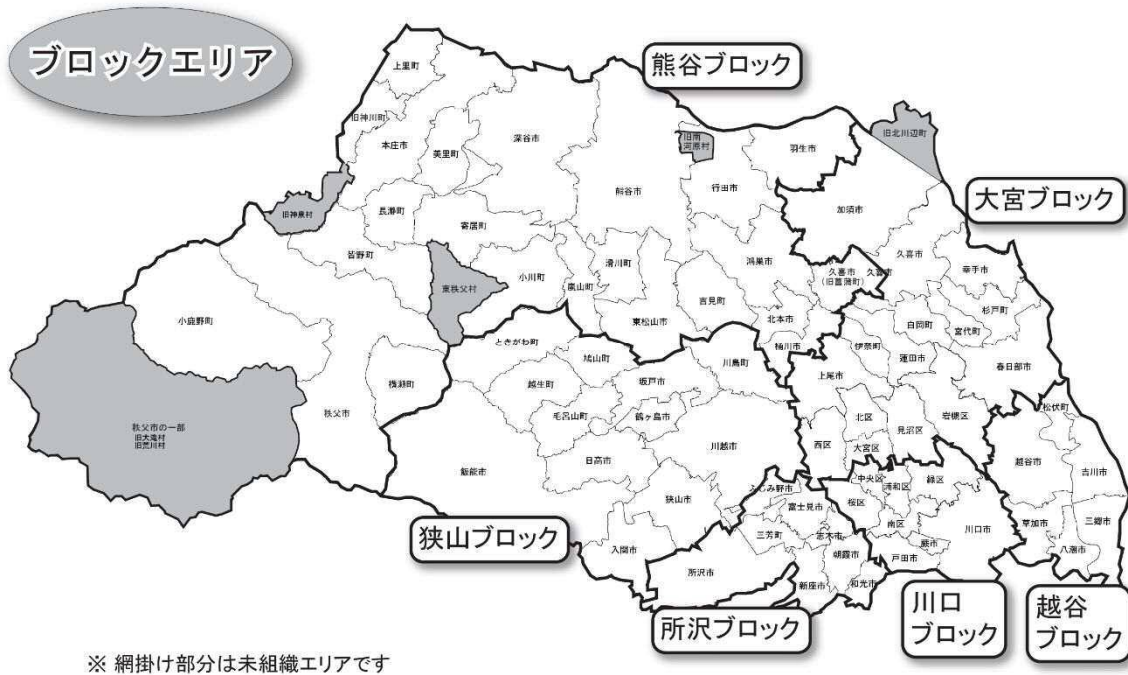 ブロックエリア
熊谷ブロック
大宮ブロック
狭山ブロック
所沢ブロック
川口
ブロック
越谷
ブロック
上里町
旧神川町
本庄市
美里町
深谷市
旧神泉村
長瀞町
寄居町
皆野町
熊谷市
旧南
河原村
行田市
羽生市
旧北川辺町
加須市
小鹿野町
東秩父村
小川町
嵐山町
滑川町
東松山市
吉見町
鴻巣市
北本市
桶川市
久喜市
(旧菖蒲町)
久喜市
久喜市
幸手市
杉戸町
宮代町
白岡町
伊奈町
蓮田市
上尾市
春日部市
岩槻区
見沼区
北区
大宮区
西区
秩父市の一部
旧大滝村
旧荒川村
秩父市
横瀬町
ときがわ町
鳩山町
越生町
毛呂山町
坂戸市
鶴ヶ島市
川島町
川越市
日高市
飯能市
狭山市
入間市
ふじみ野市
富士見市
三芳町
志木市
朝霞市
新座市
和光市
所沢市
中央区
浦和区
緑区
桜区
南区
蕨市
戸田市
川口市
松伏町
越谷市
吉川市
草加市
三郷市
八潮市
※ 網掛け部分は未組織エリアです